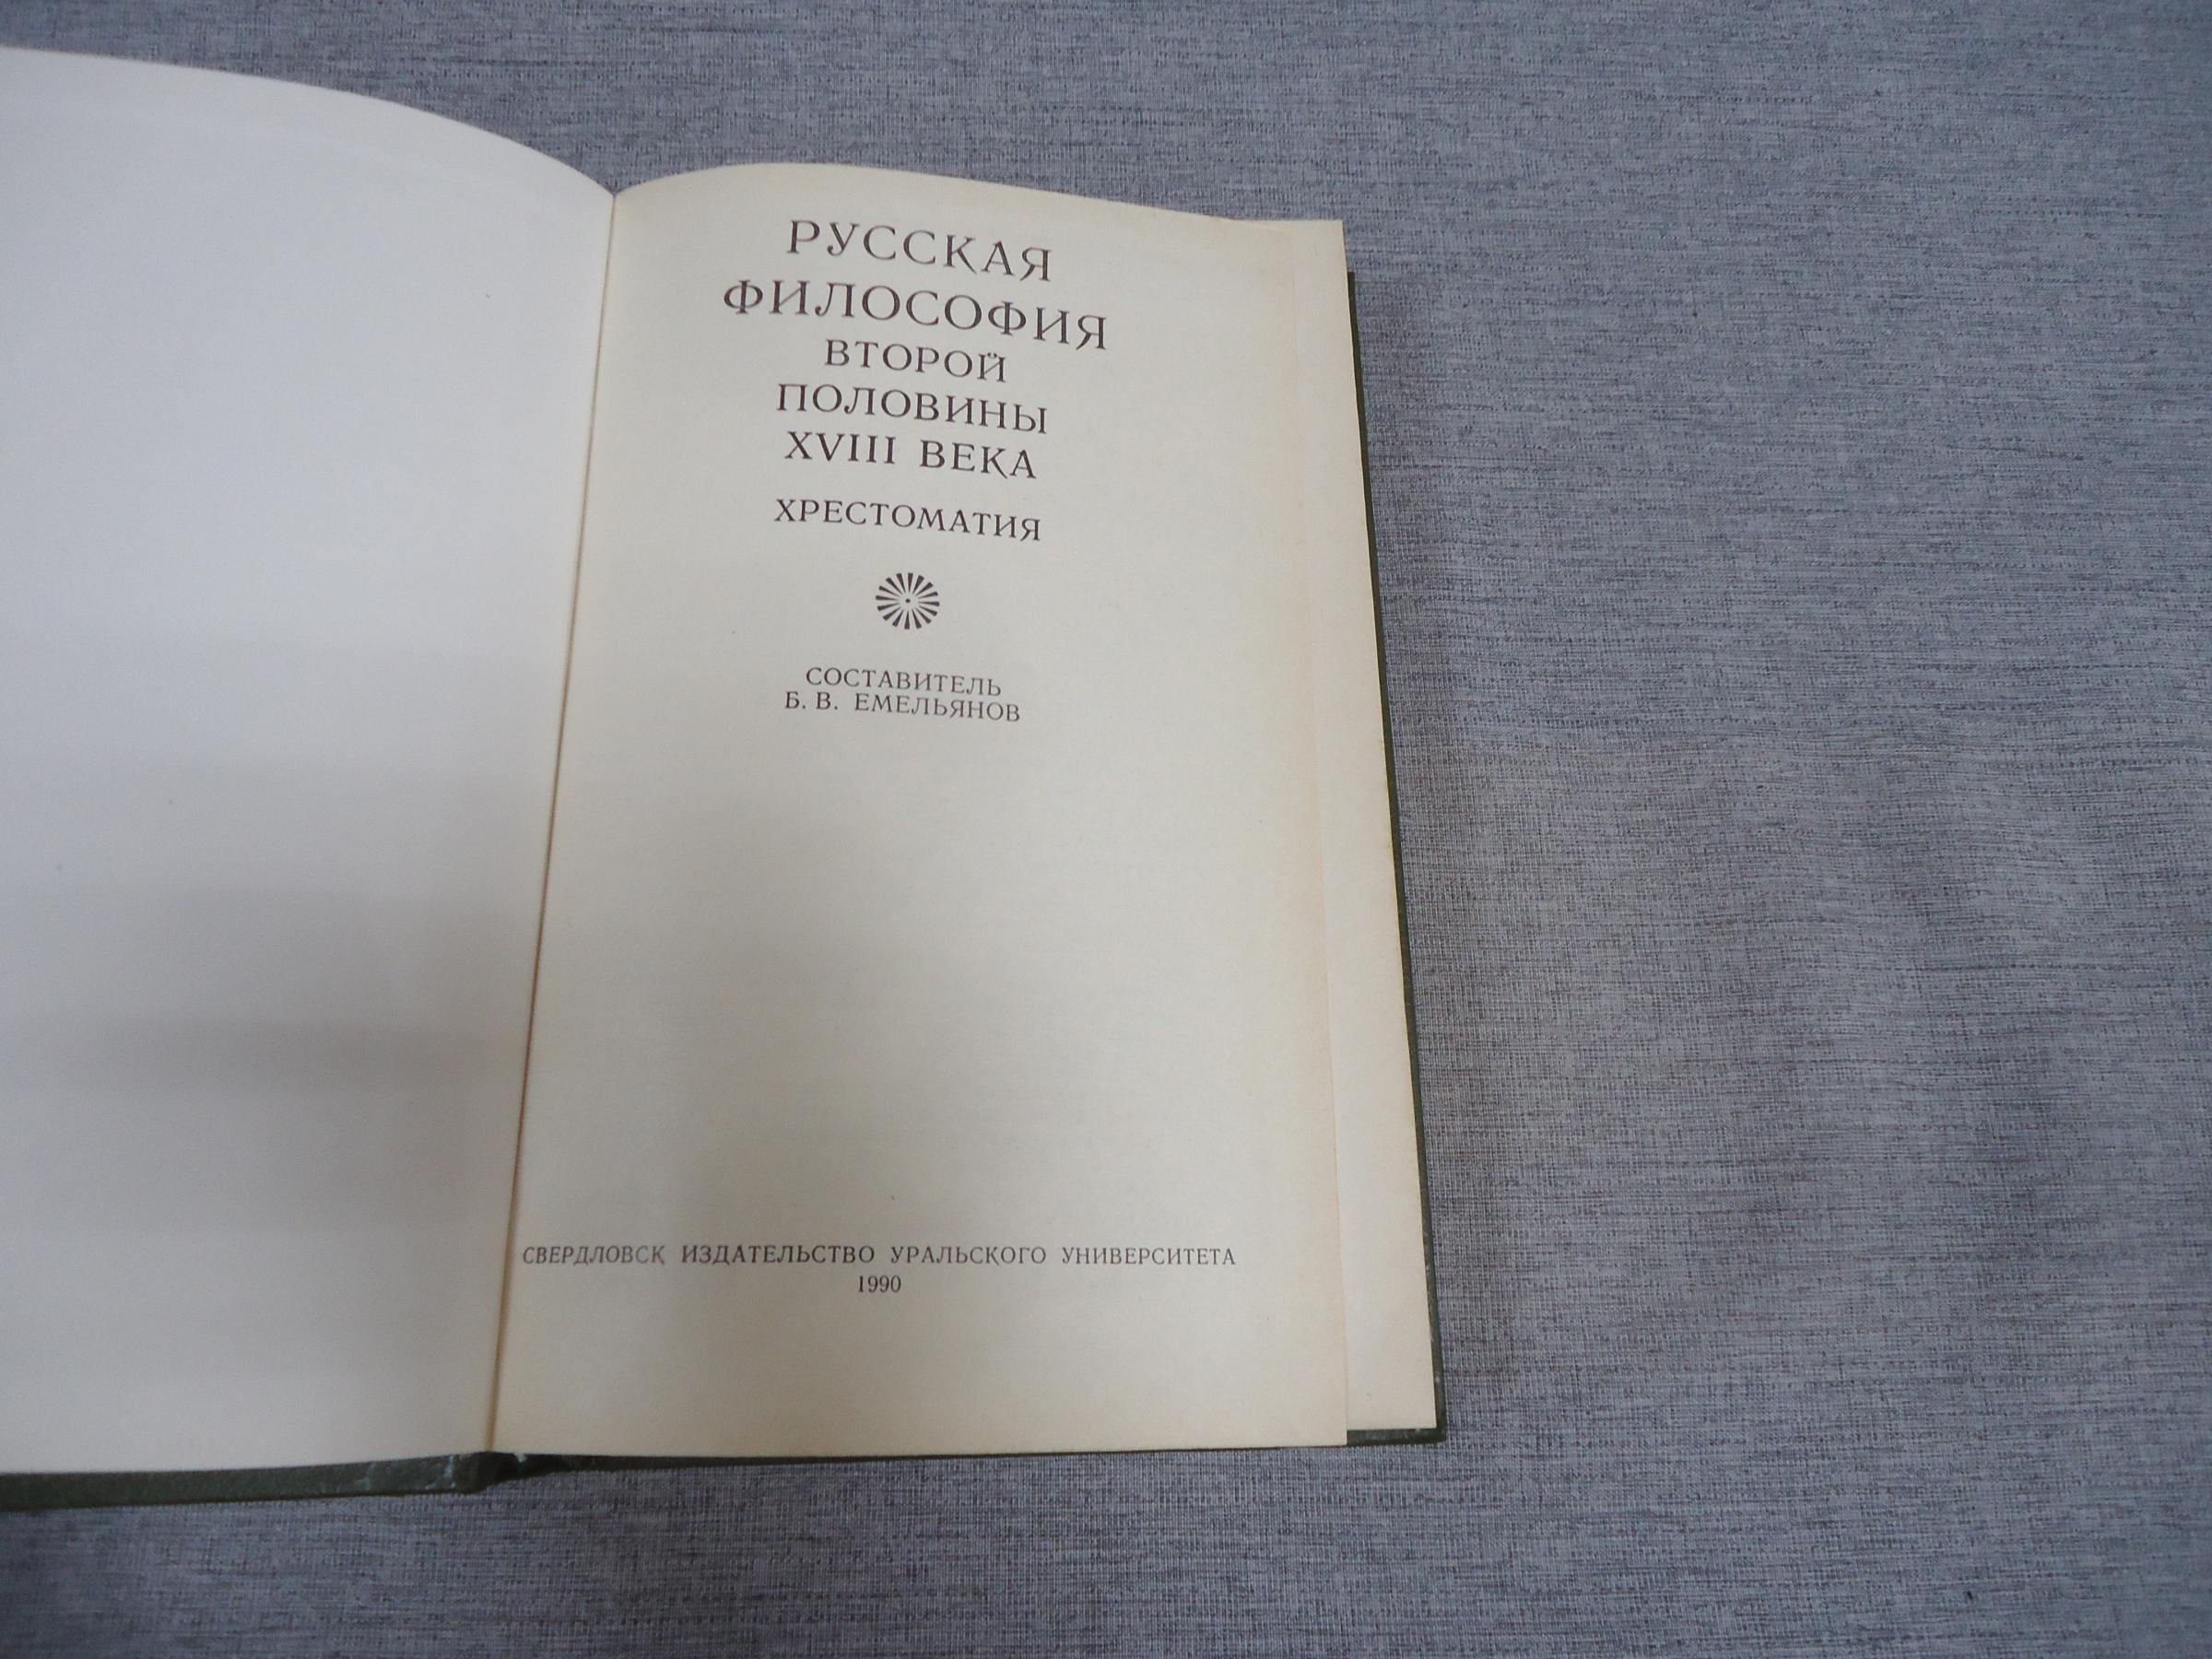 РУССКАЯ
ФИЛОСОФИЯ
ВТОРОЙ
ПОЛОВИНЫ
XVIII ВЕКА
ХРЕСТОМАТИЯ
СОСТАВИТЕЛЬ
Б. В. ЕМЕЛЬЯНОВ
СВЕРДЛОВСК ИЗДАТЕЛЬСТВО УРАЛЬСКОГО УНИВЕРСИТЕТА
1990